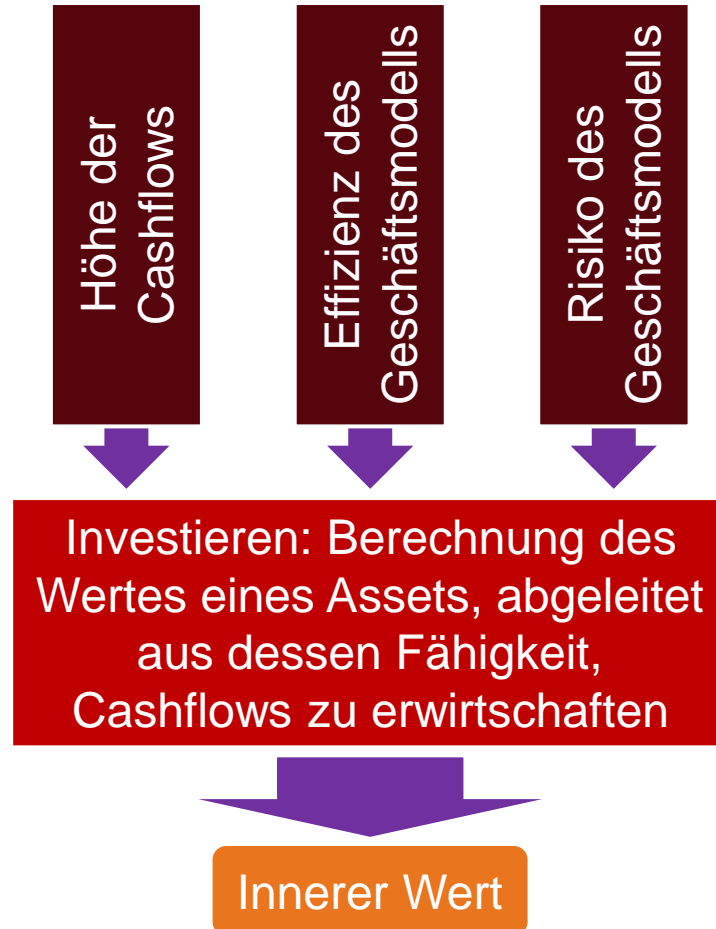 Höhe der
Cashflows
Effizienz des
Geschäftsmodells
Risiko des
Geschäftsmodells
Investieren: Berechnung des
Wertes eines Assets, abgeleitet
aus dessen Fähigkeit,
Cashflows zu erwirtschaften
Innerer Wert